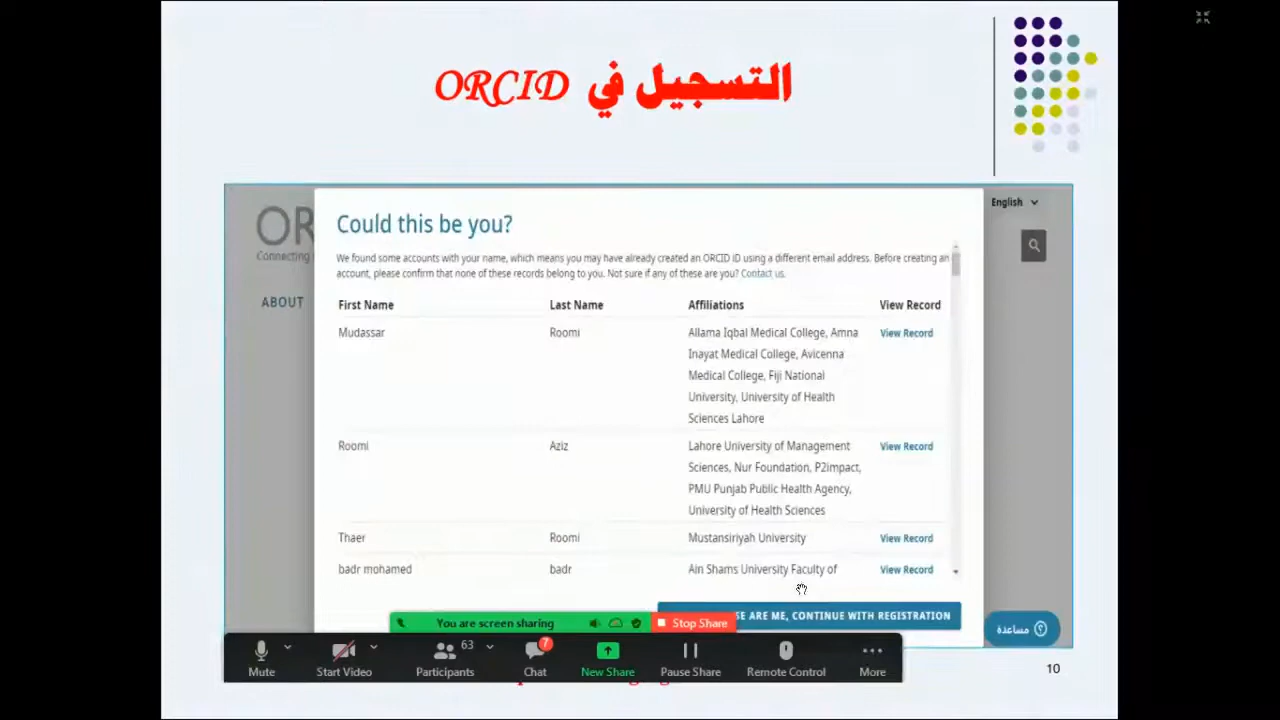 التسجيل في ORCID
English
OR
Connecting
ABOUT
Could this be you?
We found some accounts with your name, which means you may have already created an ORCID iD using a different email address. Before creating an
account, please confirm that none of these records belong to you. Not sure if any of these are you? Contact us.
First Name Last Name Affiliations View Record
Mudassar Roomi Allama Iqbal Medical College, Amna View Record
Inayat Medical College, Avicenna
Medical College, Fiji National
University, University of Health
Sciences Lahore
Roomi Aziz Lahore University of Management View Record
Sciences, Nur Foundation, P2impact,
PMU Punjab Public Health Agency,
University of Health Sciences
Thaer Roomi Mustansiriyah University View Record
badr mohamed badr Ain Shams University Faculty of View Record
SE ARE ME, CONTINUE WITH REGISTRATION
مساعدة
You are screen sharing Stop Share
63 7
Mute Start Video Participants Chat New Share Pause Share Remote Control More
10